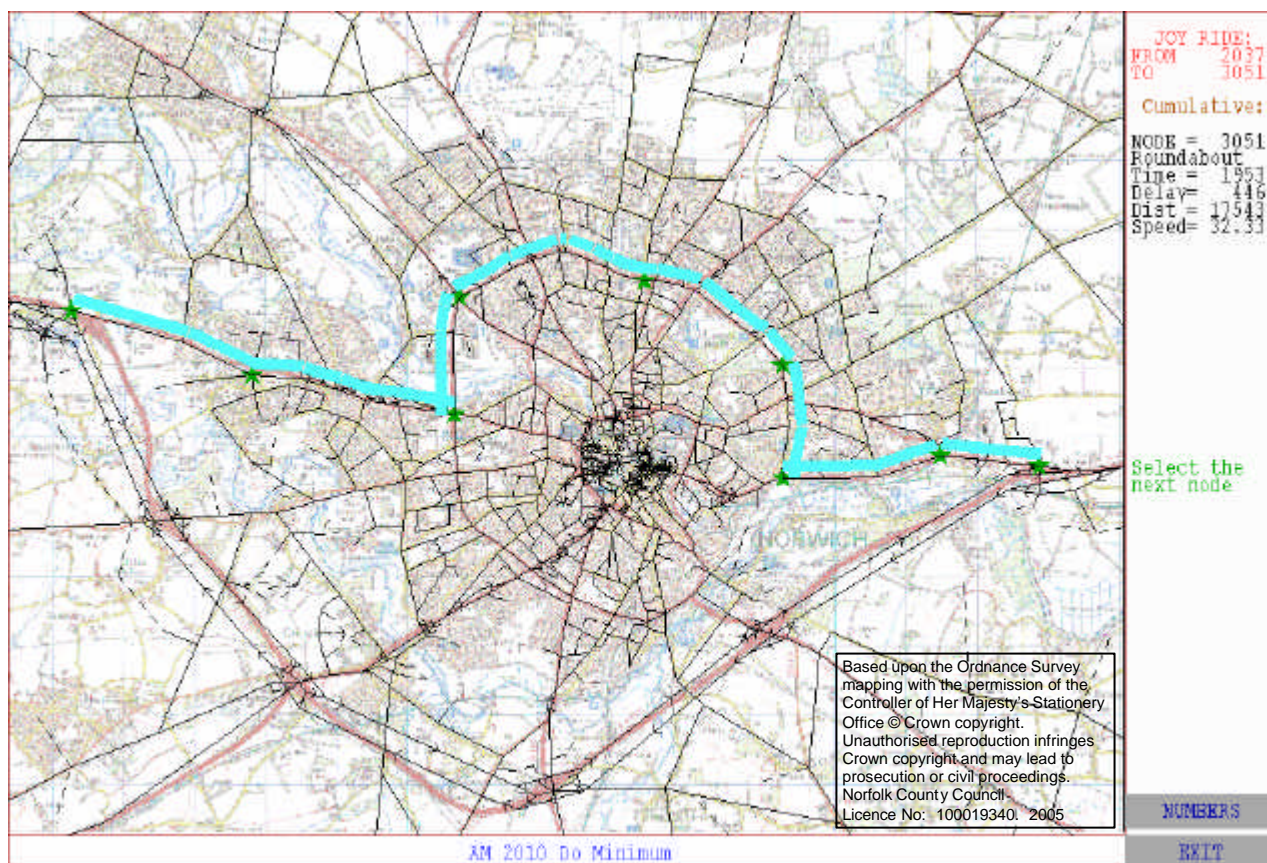 JOY RIDE:
FROM 2037
TO 3051
Cumulative:
NODE = 3051
Roundabout
Time = 1953
Delay= 446
Dist = 17543
Speed= 32.33
Select the
next node
NORWICH
Based upon the Ordnance Survey
mapping with the permission of the
Controller of Her Majesty's Stationery
Office © Crown copyright.
Unauthorised reproduction infringes
Crown copyright and may lead to
prosecution or civil proceedings.
Norfolk County Council
Licence No: 100019340. 2005
NUMBERS
AM 2010 Do Minimum
EXIT